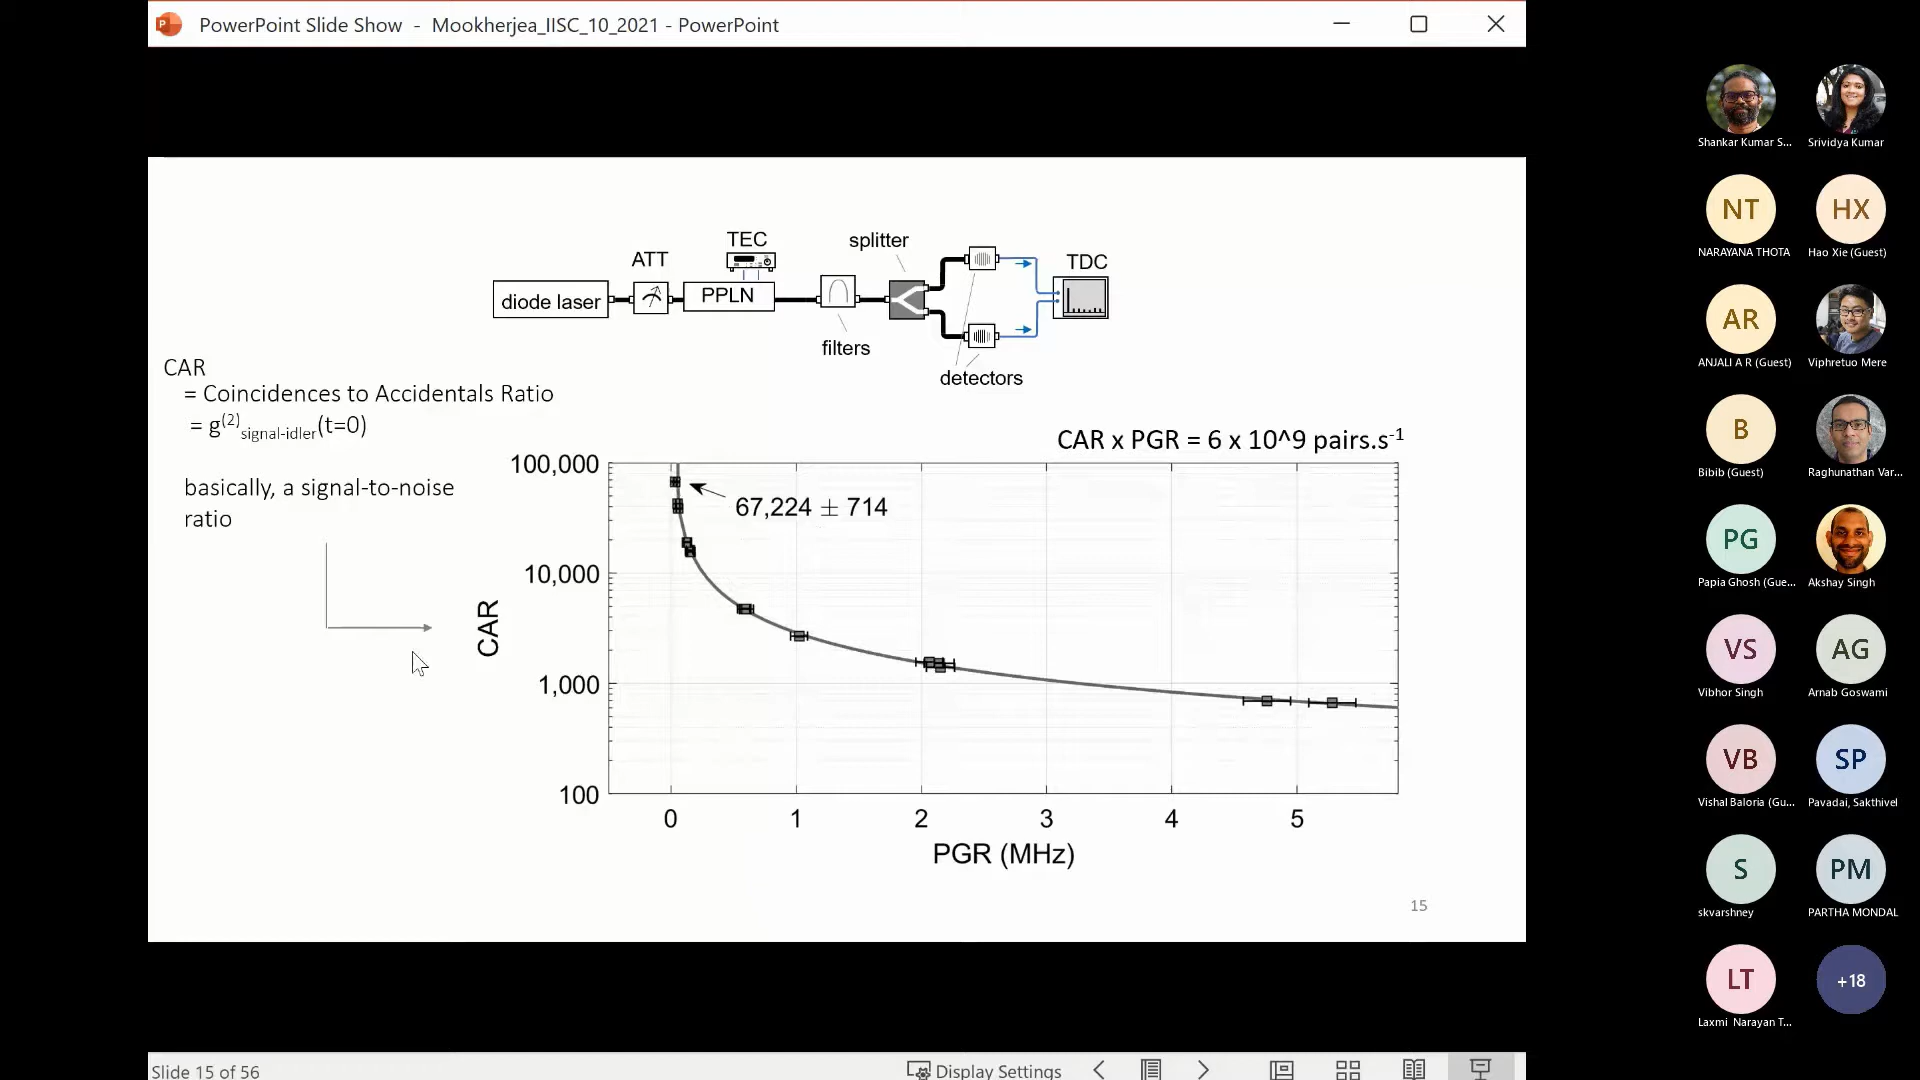 PowerPoint Slide Show - Mookherjea_IISC_10_2021 - PowerPoint
TEC
splitter
ATT
TDC
diode laser
PPLN
filters
detectors
CAR
= Coincidences to Accidentals Ratio
= g(2)signal-idler(t=0)
basically, a signal-to-noise
ratio
CAR x PGR = 6 x 10^9 pairs.s-1
100,000
67,224 ± 714
10,000
CAR
1,000
100
0 1 2 3 4 5
PGR (MHz)
15
Slide 15 of 56
Display Settings
Shankar Kumar S...
Srividya Kumar
NT
HX
NARAYANA THOTA
Hao Xie (Guest)
AR
ANJALI A R (Guest)
Viphretuo Mere
B
Bibib (Guest)
Raghunathan Var...
PG
Papia Ghosh (Gue...
Akshay Singh
VS
AG
Vibhor Singh
Arnab Goswami
VB
SP
Vishal Baloria (Gu...
Pavadai, Sakthivel
S
PM
skvarshney
PARTHA MONDAL
LT
+18
Laxmi Narayan T...